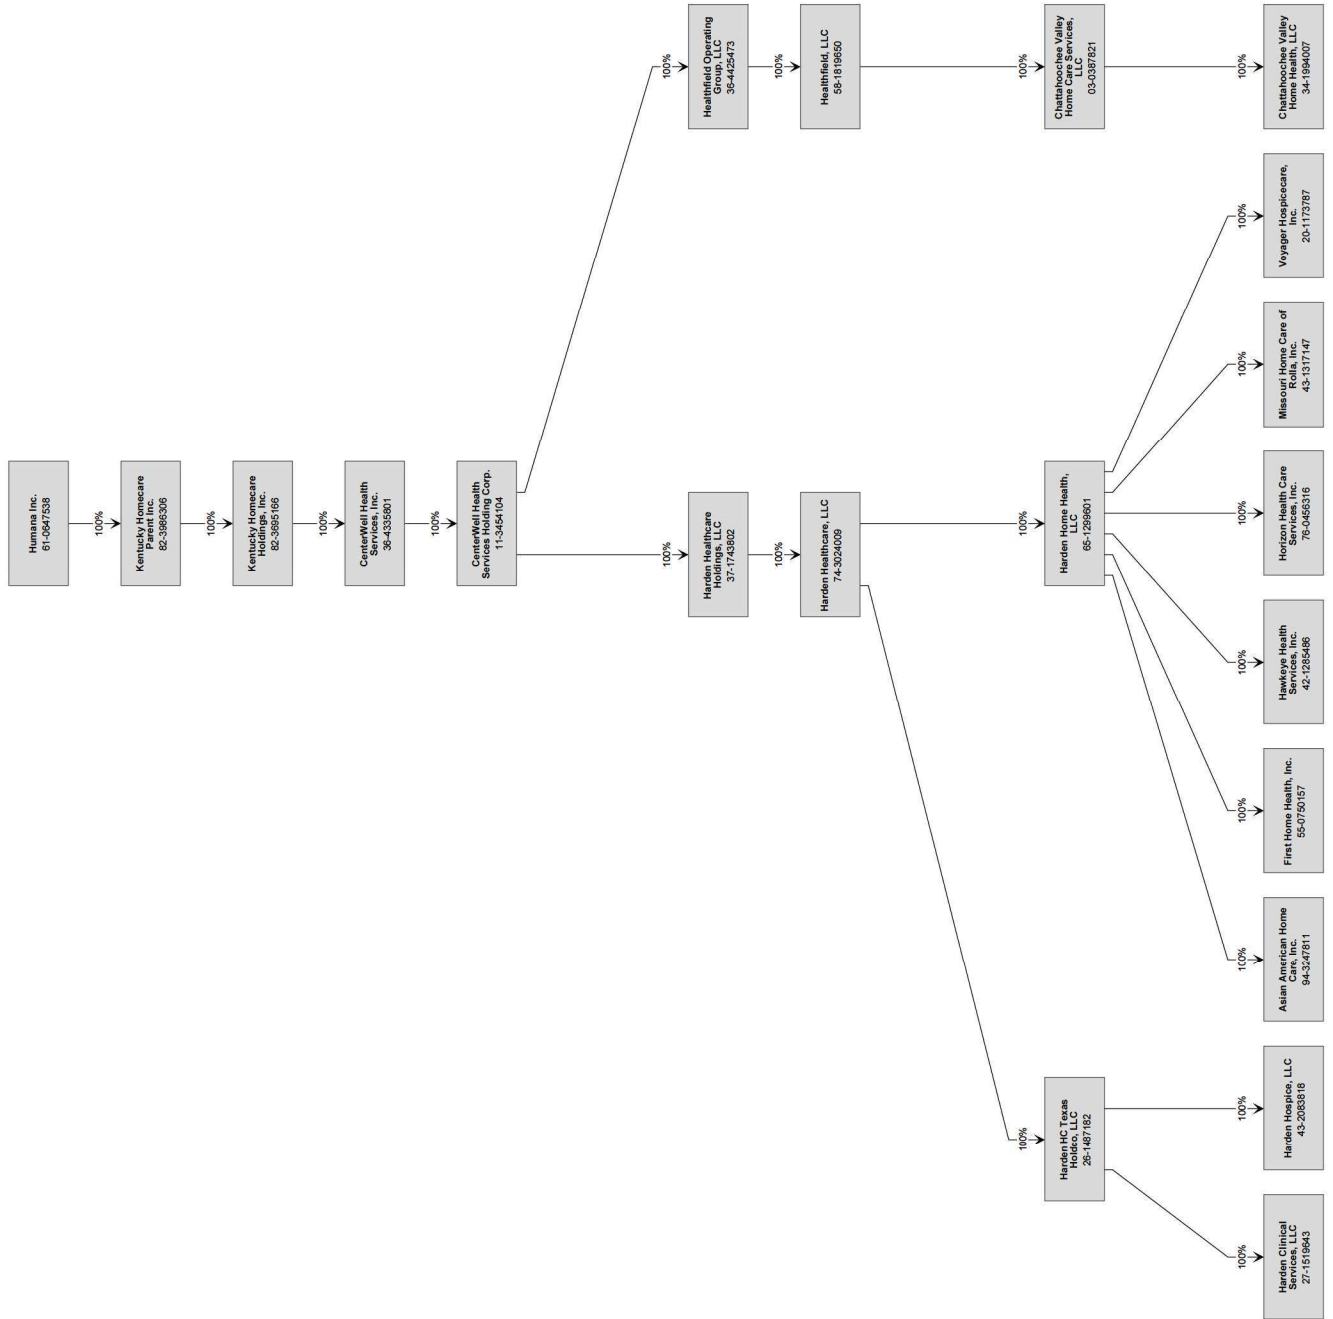 Humana Inc.
61-0647538
100%
Kentucky Homecare
Parent Inc.
82-3986306
100%
Kentucky Homecare
Holdings, Inc.
82-3695166
100%
CenterWell Health
Services, Inc.
36-4335801
100%
CenterWell Health
Services Holding Corp.
11-3454104
100%
100%
Harden Healthcare
Holdings, LLC
37-1743802
Healthfield Operating
Group, LLC
36-4425473
100%
100%
Harden Healthcare, LLC
74-3024009
Healthfield, LLC
58-1819650
100%
100%
100%
Harden HC Texas
Holdco, LLC
26-1487182
Harden Home Health,
LLC
65-1299601
Chattahoochee Valley
Home Care Services,
LLC
03-0387821
100%
100%
100%
100%
100%
100%
100%
100%
100%
Harden Clinical
Services, LLC
27-1519643
Harden Hospice, LLC
43-2083818
Asian American Home
Care, Inc.
94-3247811
First Home Health, Inc.
55-0750157
Hawkeye Health
Services, Inc.
42-1285486
Horizon Health Care
Services, Inc.
76-0456316
Missouri Home Care of
Rolla, Inc.
43-1317147
Voyager Hospicecare,
Inc.
20-1173787
Chattahoochee Valley
Home Health, LLC
34-1994007